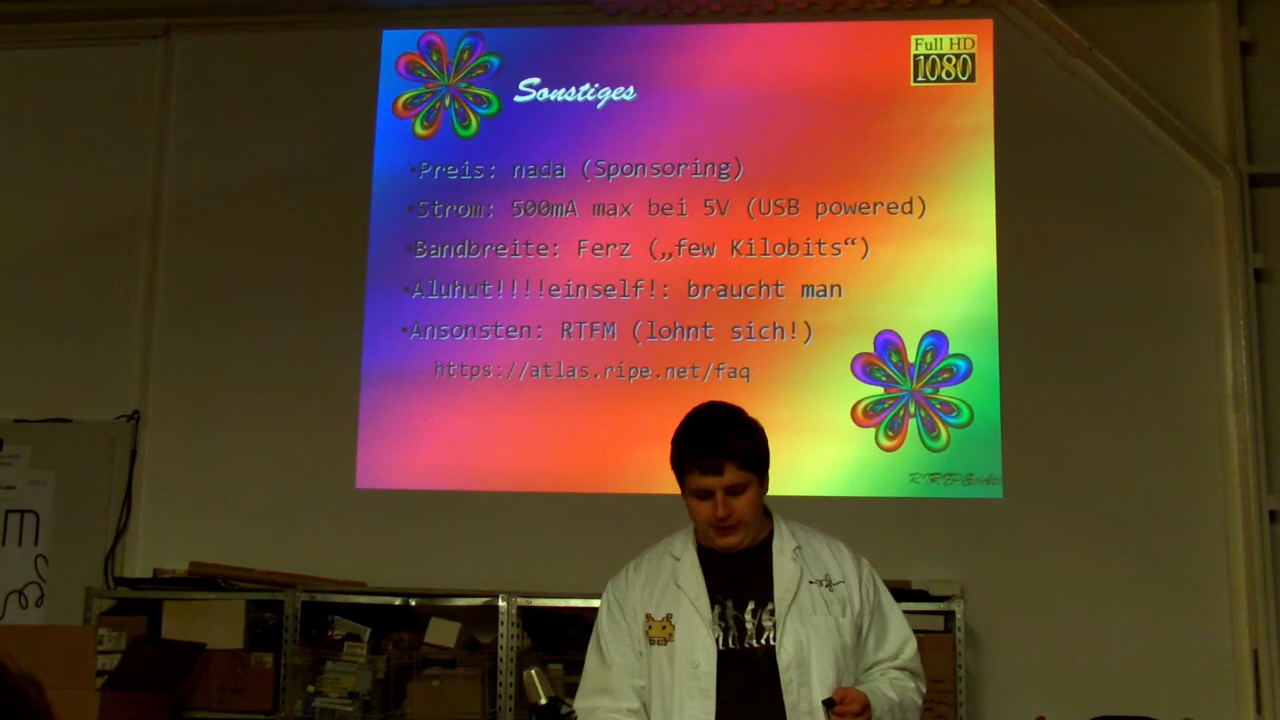 Full HD
1080
Sonstiges
•Preis: nada (Sponsoring)
•Strom: 500mA max bei 5V (USB powered)
•Bandbreite: Ferz („few Kilobits“)
•Aluhut!!!!einself!: braucht man
•Ansonsten: RTFM (lohnt sich!)
https://atlas.ripe.net/faq